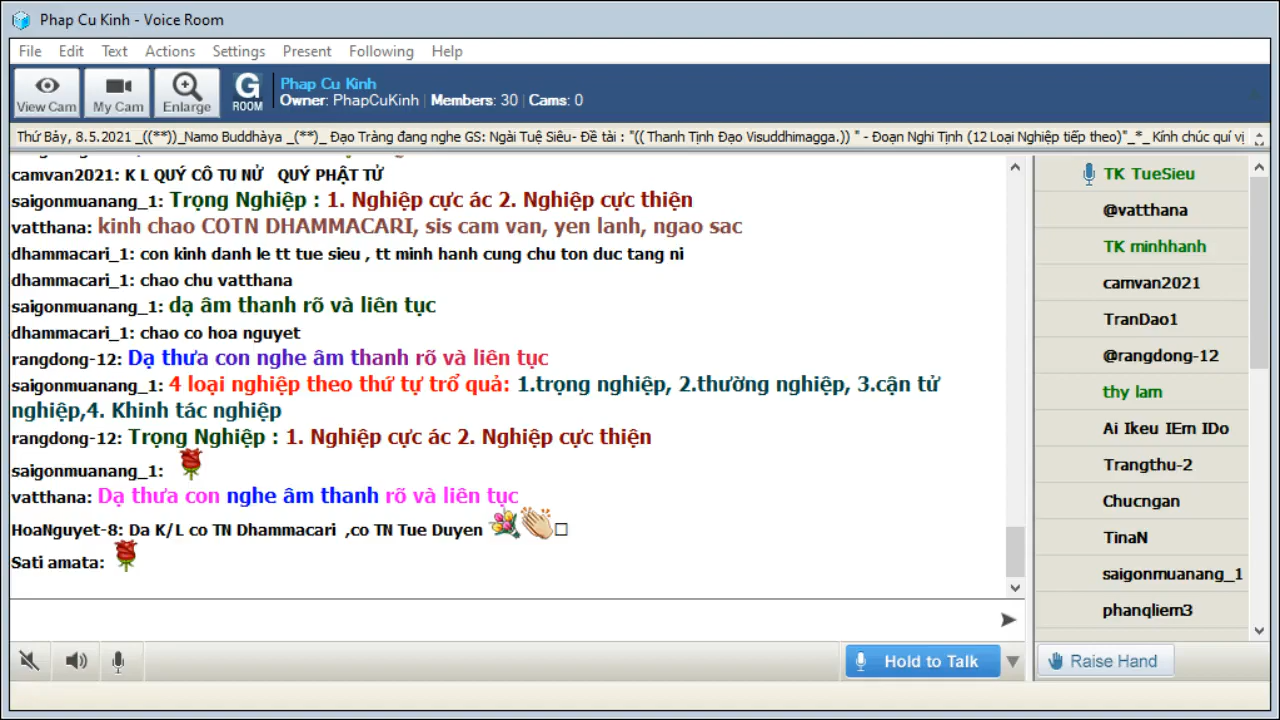 Phap Cu Kinh - Voice Room
File Edit Text Actions Settings Present Following Help
View Cam
My Cam
Enlarge
G
ROOM
Phap Cu Kinh
Owner: PhapCuKinh | Members: 30 | Cams: 0
Thứ Bảy, 8.5.2021 _((**))_Namo Buddhàya _(**)_ Đạo Tràng đang nghe GS: Ngài Tuệ Siêu- Đề tài : "(( Thanh Tịnh Đạo Visuddhimagga.)) " - Đoạn Nghi Tịnh (12 Loại Nghiệp tiếp theo)"_*_ Kính chúc quí vị
camvan2021: K L QUÝ CÔ TU NỬ QUÝ PHẬT TỬ
saigonmuanang_1: Trọng Nghiệp : 1. Nghiệp cực ác 2. Nghiệp cực thiện
vatthana: kinh chao COTN DHAMMACARI, sis cam van, yen lanh, ngao sac
dhammacari_1: con kinh danh le tt tue sieu , tt minh hanh cung chu ton duc tang ni
dhammacari_1: chao chu vatthana
saigonmuanang_1: dạ âm thanh rõ và liên tục
dhammacari_1: chao co hoa nguyet
rangdong-12: Dạ thưa con nghe âm thanh rõ và liên tục
saigonmuanang_1: 4 loại nghiệp theo thứ tự trổ quả: 1.trọng nghiệp, 2.thường nghiệp, 3.cận tử
nghiệp,4. Khinh tác nghiệp
rangdong-12: Trọng Nghiệp : 1. Nghiệp cực ác 2. Nghiệp cực thiện
saigonmuanang_1:
vatthana: Dạ thưa con nghe âm thanh rõ và liên tục
HoaNguyet-8: Da K/L co TN Dhammacari ,co TN Tue Duyen
Sati amata:
TK TueSieu
@vatthana
TK minhhanh
camvan2021
TranDao1
@rangdong-12
thy lam
Ai Ikeu IEm IDo
Trangthu-2
Chucngan
TinaN
saigonmuanang_1
phanqliem3
Hold to Talk
Raise Hand